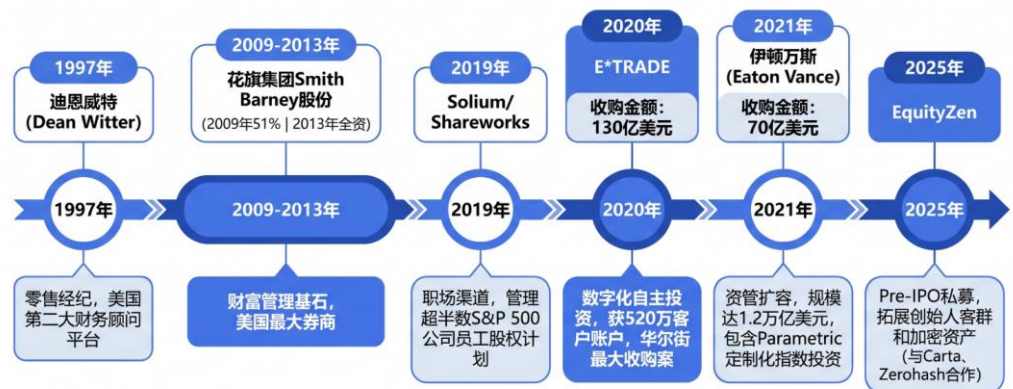 1997年
迪恩威特
(Dean Witter)
2009-2013年
花旗集团Smith
Barney股份
(2009年51% | 2013年全资)
2019年
Solium/
Shareworks
2020年
E*TRADE
收购金额：
130亿美元
2021年
伊顿万斯
(Eaton Vance)
收购金额：
70亿美元
2025年
EquityZen
1997年
2009-2013年
2019年
2020年
2021年
2025年
零售经纪，美国
第二大财务顾问
平台
财富管理基石，
美国最大券商
职场渠道，管理
超半数S&P 500
公司员工股权计
划
数字化自主投
资，获520万客
户账户，华尔街
最大收购案
资管扩容，规模
达1.2万亿美元，
包含Parametric
定制化指数投资
Pre-IPO私募，
拓展创始人客群
和加密资产
(与Carta、
Zerohash合作)